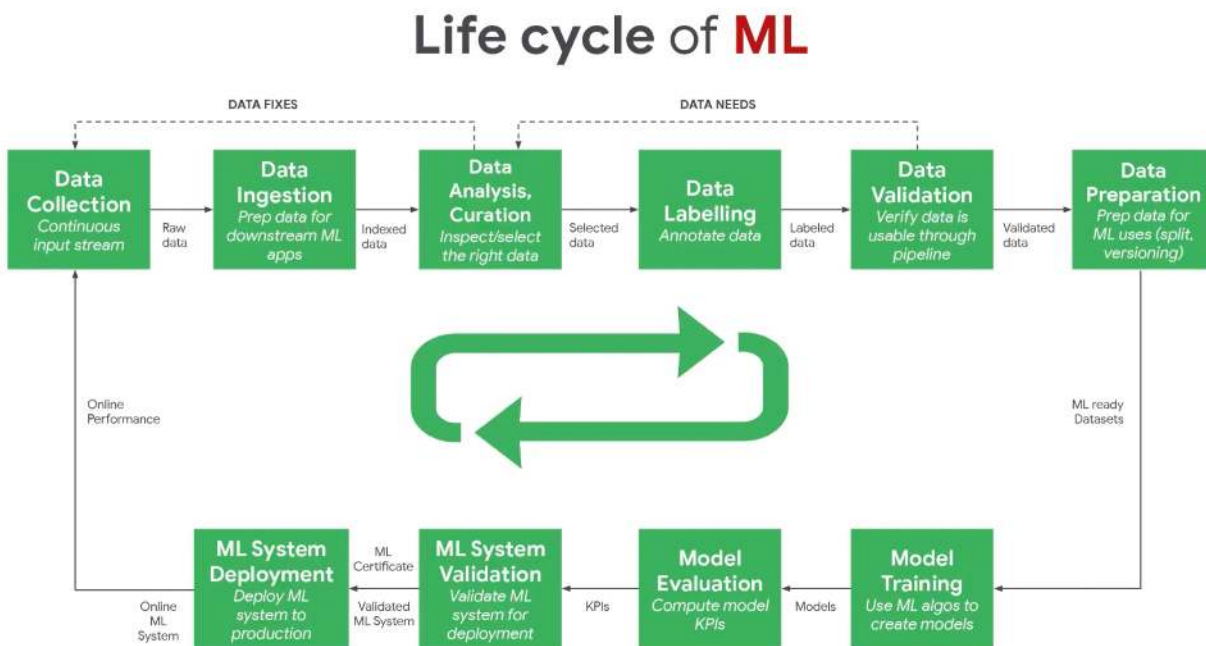 Life cycle of ML
DATA FIXES
DATA NEEDS
Data
Collection
Continuous
input stream
Raw
data
Data
Ingestion
Prep data for
downstream ML
apps
Indexed
data
Data
Analysis,
Curation
Inspect/select
the right data
Selected
data
Data
Labelling
Annotate data
Labeled
data
Data
Validation
Verify data is
usable through
pipeline
Validated
data
Data
Preparation
Prep data for
ML uses (split,
versioning)
Online
Performance
ML ready
Datasets
Online
ML
System
ML System
Deployment
Deploy ML
system to
production
ML
Certificate
Validated
ML System
ML System
Validation
Validate ML
system for
deployment
KPIs
Model
Evaluation
Compute model
KPIs
Models
Model
Training
Use ML algos to
create models